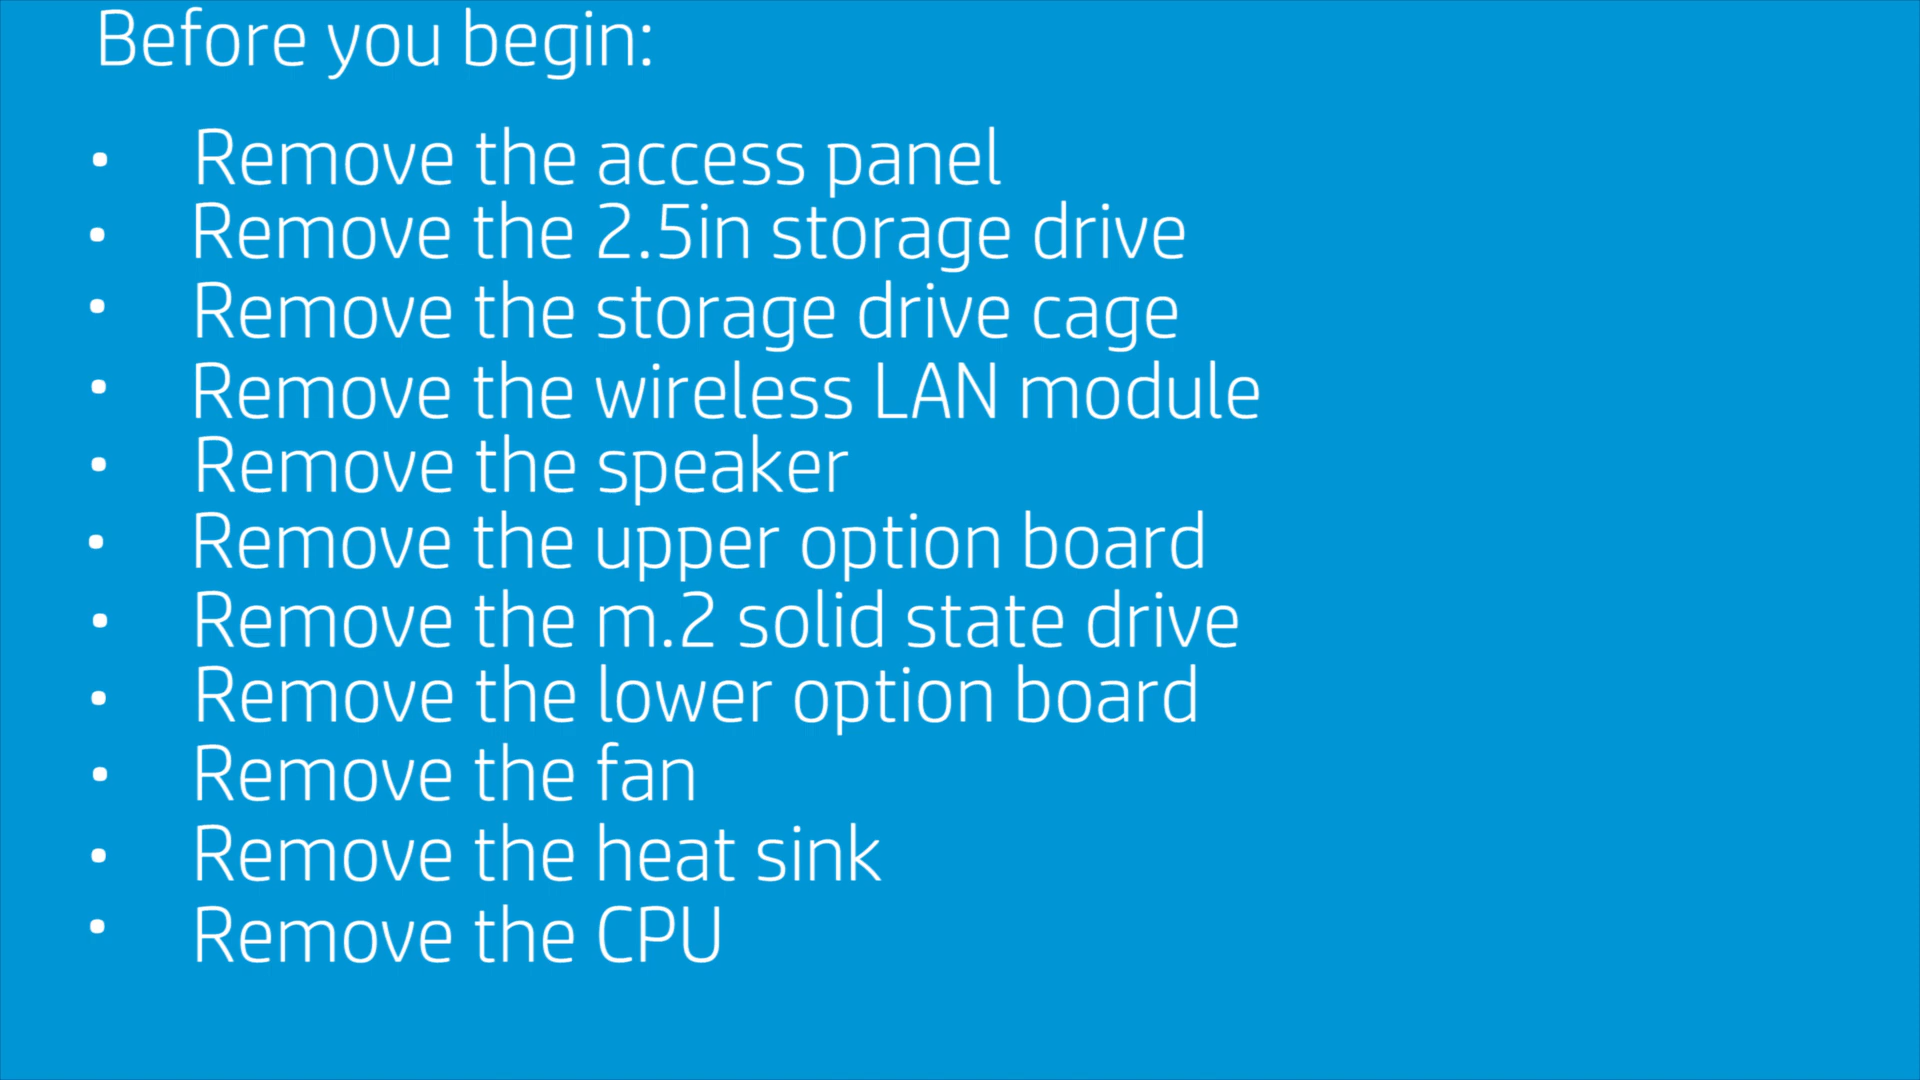 Before you begin:
• Remove the access panel
• Remove the 2.5in storage drive
• Remove the storage drive cage
• Remove the wireless LAN module
• Remove the speaker
• Remove the upper option board
• Remove the m.2 solid state drive
• Remove the lower option board
• Remove the fan
• Remove the heat sink
• Remove the CPU